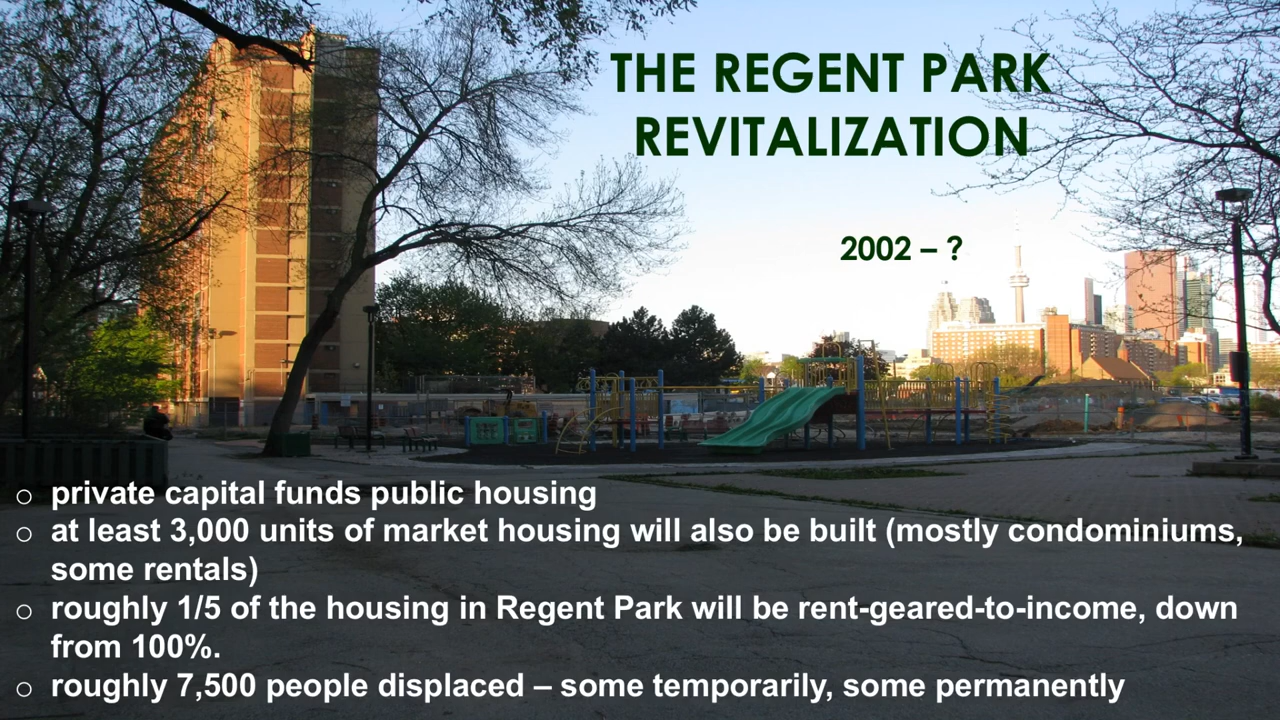 THE REGENT PARK
REVITALIZATION
2002 – ?
o private capital funds public housing
o at least 3,000 units of market housing will also be built (mostly condominiums,
some rentals)
o roughly 1/5 of the housing in Regent Park will be rent-geared-to-income, down
from 100%.
o roughly 7,500 people displaced – some temporarily, some permanently